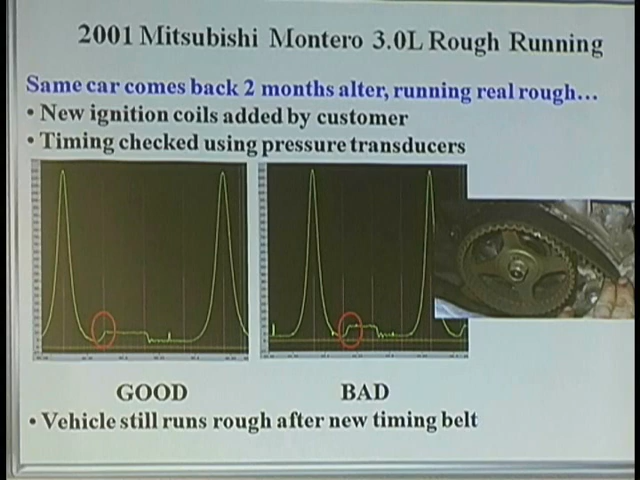 2001 Mitsubishi Montero 3.0L Rough Running
Same car comes back 2 months alter, running real rough…
• New ignition coils added by customer
• Timing checked using pressure transducers
GOOD
BAD
• Vehicle still runs rough after new timing belt